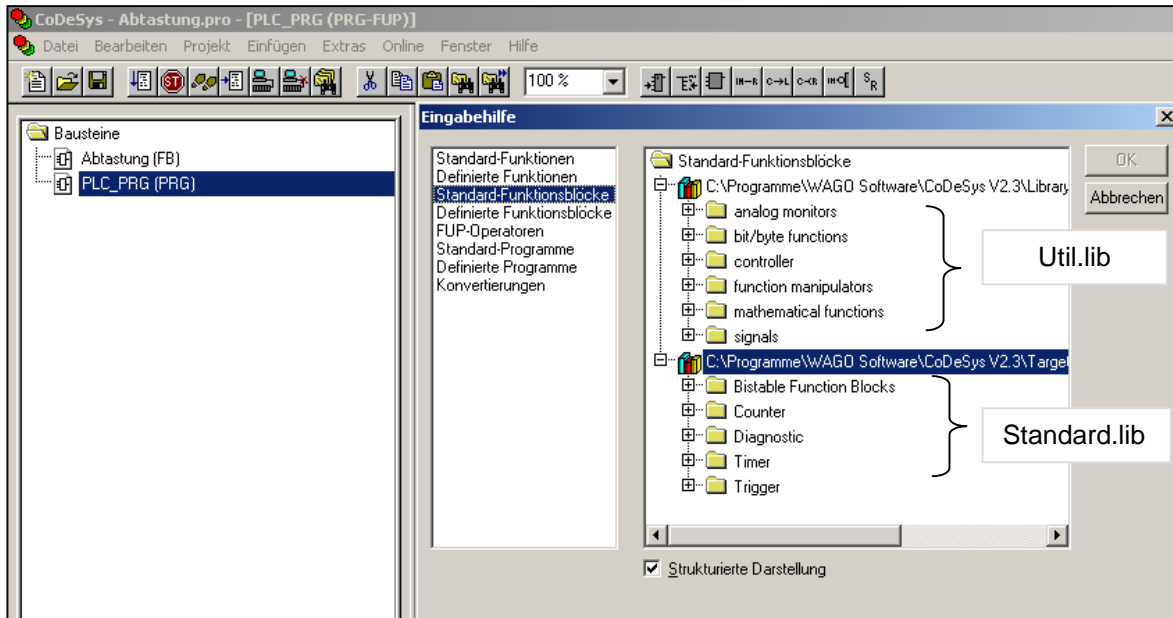 CoDeSys - Abtastung.pro - [PLC_PRG (PRG-FUP)]
Datei Bearbeiten Projekt Einfügen Extras Online Fenster Hilfe
100 %
Bausteine
Abtastung (FB)
PLC_PRG (PRG)
Eingabehilfe
Standard-Funktionen
Definierte Funktionen
Standard-Funktionsblöcke
Definierte Funktionsblöcke
FUP-Operatoren
Standard-Programme
Definierte Programme
Konvertierungen
Standard-Funktionsblöcke
C:\Programme\WAGO Software\CoDeSys V2.3\Library
analog monitors
bit/byte functions
controller
function manipulators
mathematical functions
signals
C:\Programme\WAGO Software\CoDeSys V2.3\Target
Bistable Function Blocks
Counter
Diagnostic
Timer
Trigger
Strukturierte Darstellung
OK
Abbrechen
Util.lib
Standard.lib